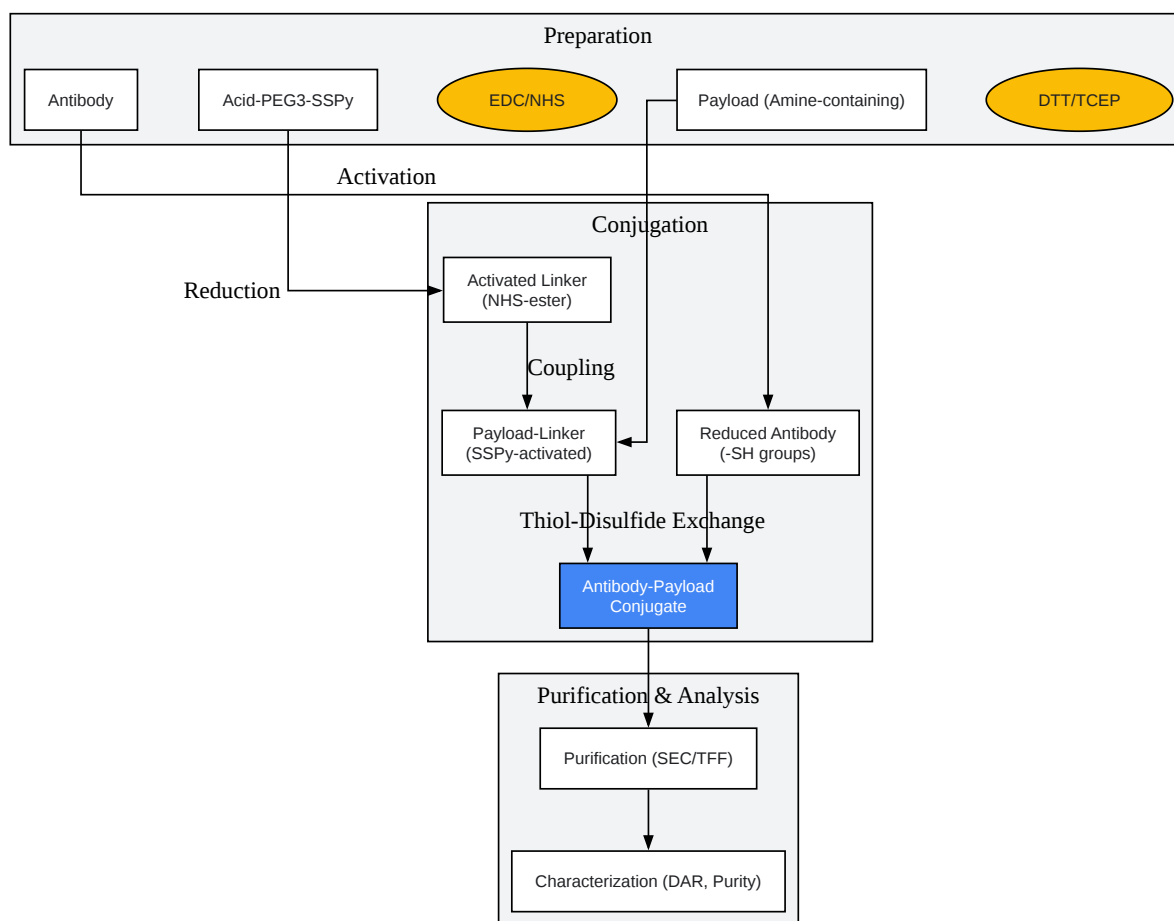 Preparation
Antibody
Acid-PEG3-SSPy
EDC/NHS
Payload (Amine-containing)
DTT/TCEP
Activation
Conjugation
Reduction
Activated Linker
(NHS-ester)
Coupling
Payload-Linker
(SSPy-activated)
Reduced Antibody
(-SH groups)
Thiol-Disulfide Exchange
Antibody-Payload
Conjugate
Purification & Analysis
Purification (SEC/TFF)
Characterization (DAR, Purity)